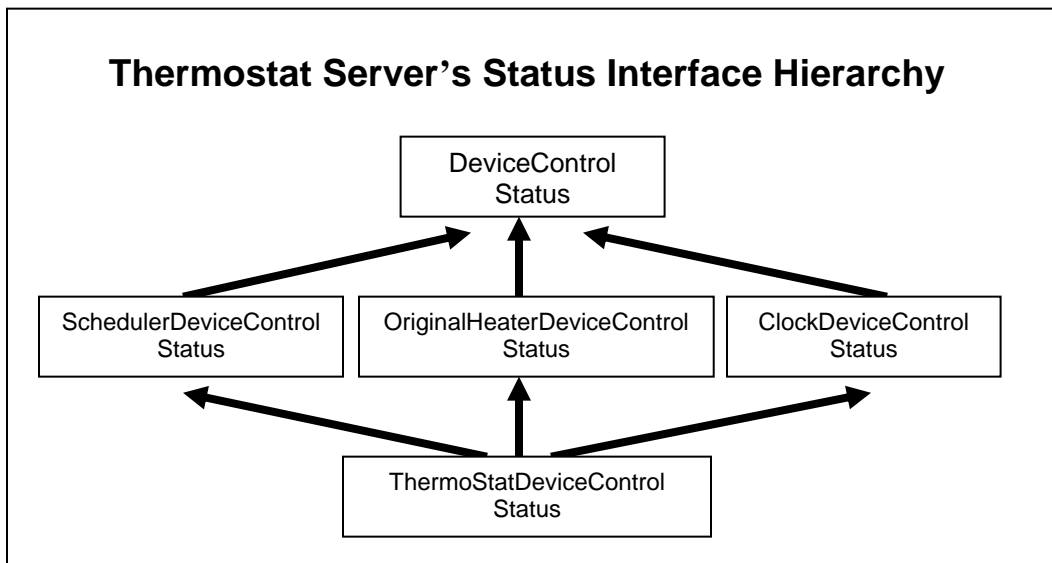 Thermostat Server’s Status Interface Hierarchy
DeviceControl
Status
SchedulerDeviceControl
Status
OriginalHeaterDeviceControl
Status
ClockDeviceControl
Status
ThermoStatDeviceControl
Status